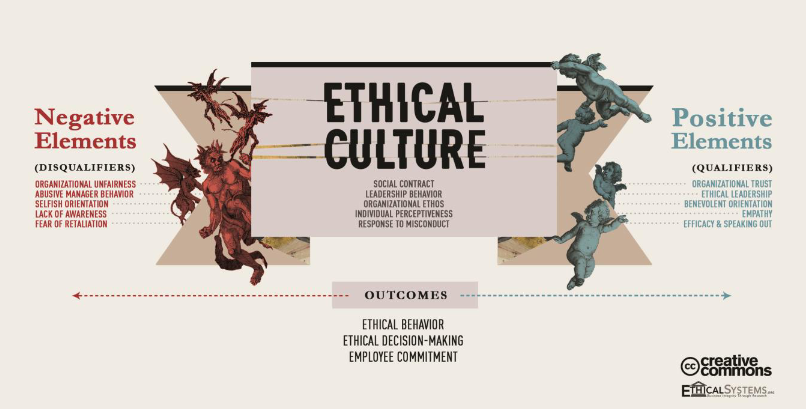 ETHICAL
CULTURE
SOCIAL CONTRACT
LEADERSHIP BEHAVIOR
ORGANIZATIONAL ETHOS
INDIVIDUAL PERCEPTIVENESS
RESPONSE TO MISCONDUCT
Negative
Elements
(DISQUALIFIERS)
ORGANIZATIONAL UNFAIRNESS
ABUSIVE MANAGER BEHAVIOR
SELFISH ORIENTATION
LACK OF AWARENESS
FEAR OF RETALIATION
Positive
Elements
(QUALIFIERS)
ORGANIZATIONAL TRUST
ETHICAL LEADERSHIP
BENEVOLENT ORIENTATION
EMPATHY
EFFICACY & SPEAKING OUT
OUTCOMES
ETHICAL BEHAVIOR
ETHICAL DECISION-MAKING
EMPLOYEE COMMITMENT
cc creative
commons
ETHICALSYSTEMS.ORG